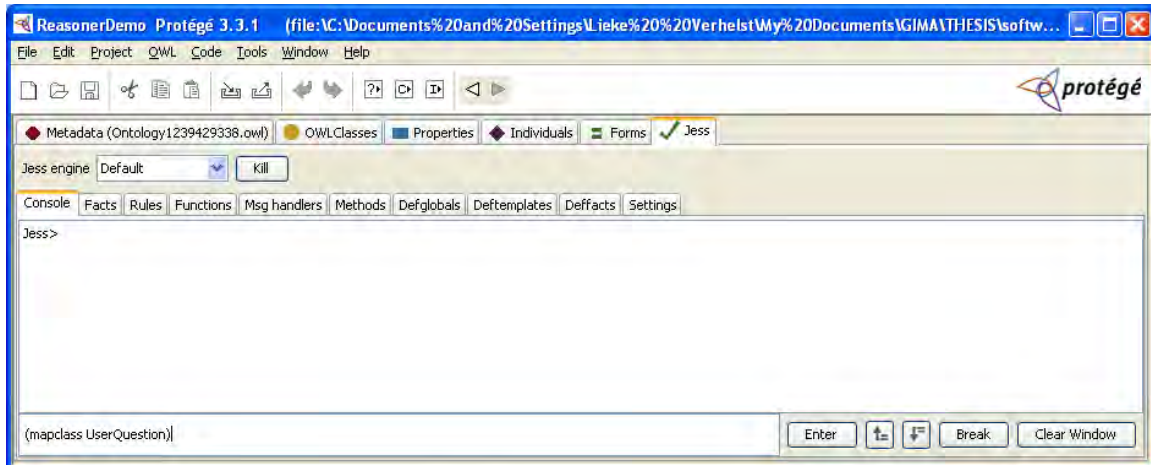 ReasonerDemo Protégé 3.3.1 (file:\C:\Documents%20and%20Settings\Lieke%20%20Verhelst\My%20Documents\GIMA\THESIS\softw...
File Edit Project OWL Code Tools Window Help
protégé
Metadata (Ontology1239429338.owl) OWLClasses Properties Individuals Forms Jess
Jess engine Default Kill
Console Facts Rules Functions Msg handlers Methods Defglobals Deftemplates Deffacts Settings
Jess>
(mapclass UserQuestion) Enter Break Clear Window